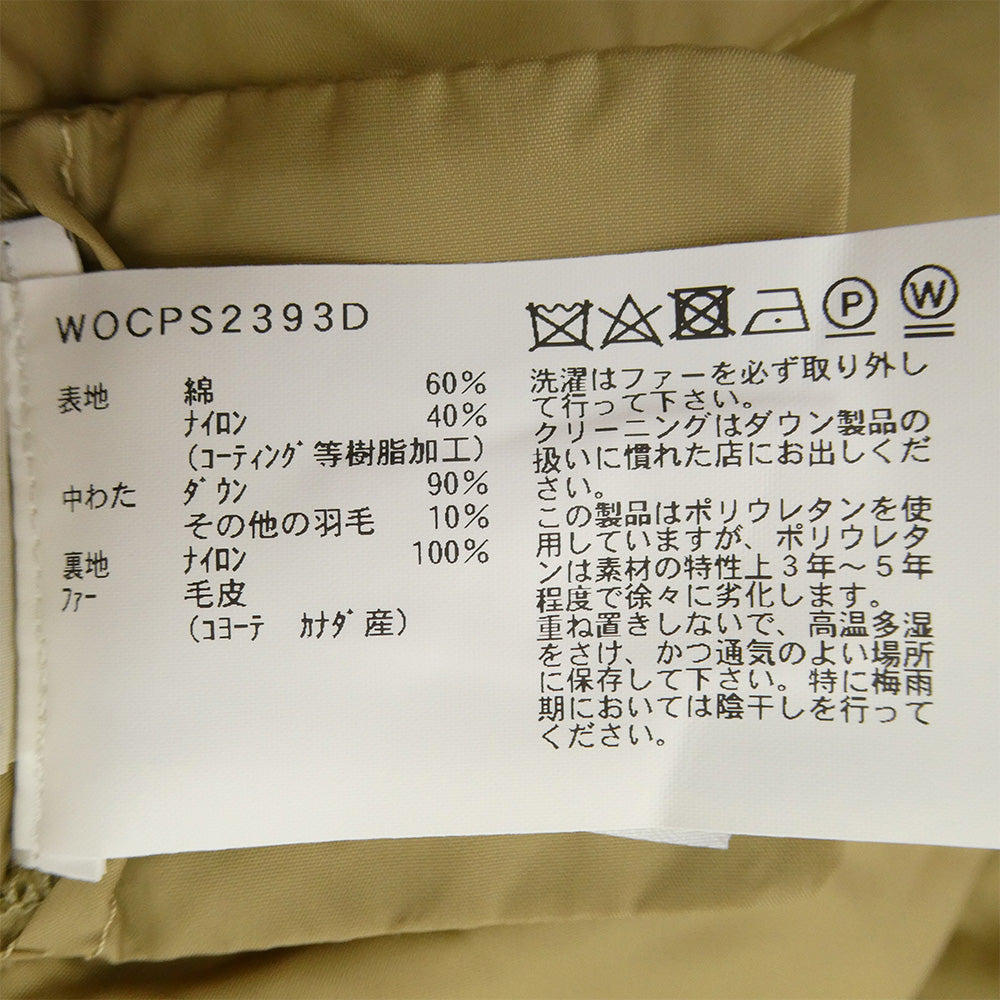 WOCPS2393D
表地 綿 60%
ﾅｲﾛﾝ 40%
(ｺｰﾃｨﾝｸﾞ等樹脂加工)
中わた ﾀﾞｳﾝ 90%
その他の羽毛 10%
裏地 ﾅｲﾛﾝ 100%
ﾌｧｰ 毛皮
(ｺﾖｰﾃ ｶﾅﾀﾞ産)
P W
洗濯はファーを必ず取り外し
て行って下さい。
クリーニングはダウン製品の
扱いに慣れた店にお出しくだ
さい。
この製品はポリウレタンを使
用していますが、ポリウレタ
ンは素材の特性上3年～5年
程度で徐々に劣化します。
重ね置きしないで、高温多湿
をさけ、かつ通気のよい場所
に保存して下さい。特に梅雨
期においては陰干しを行って
ください。